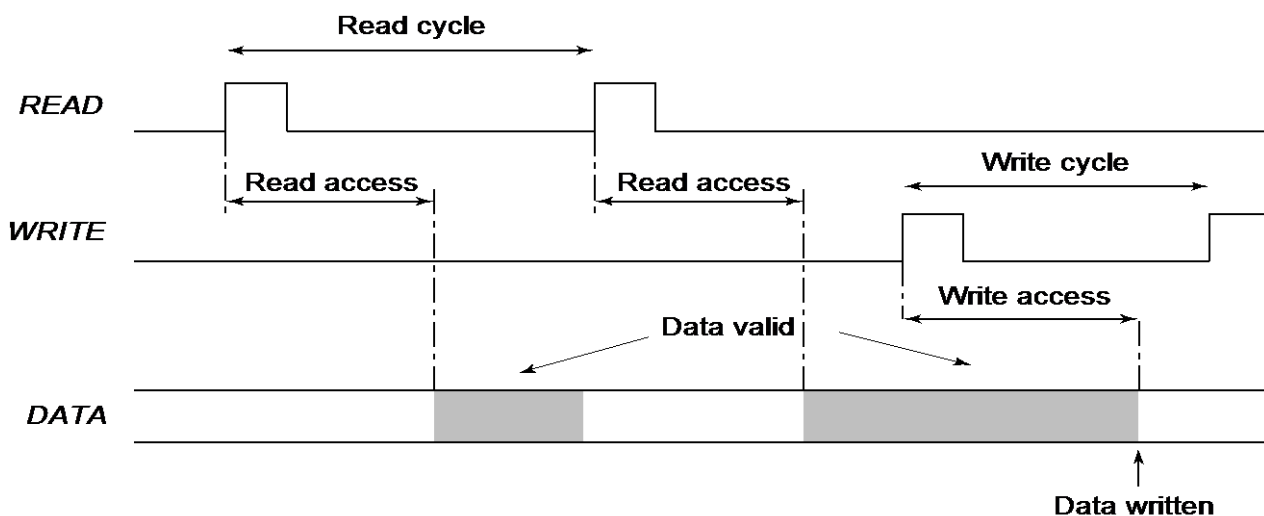 Read cycle
READ
Read access
Read access
Write cycle
WRITE
Write access
Data valid
DATA
Data written